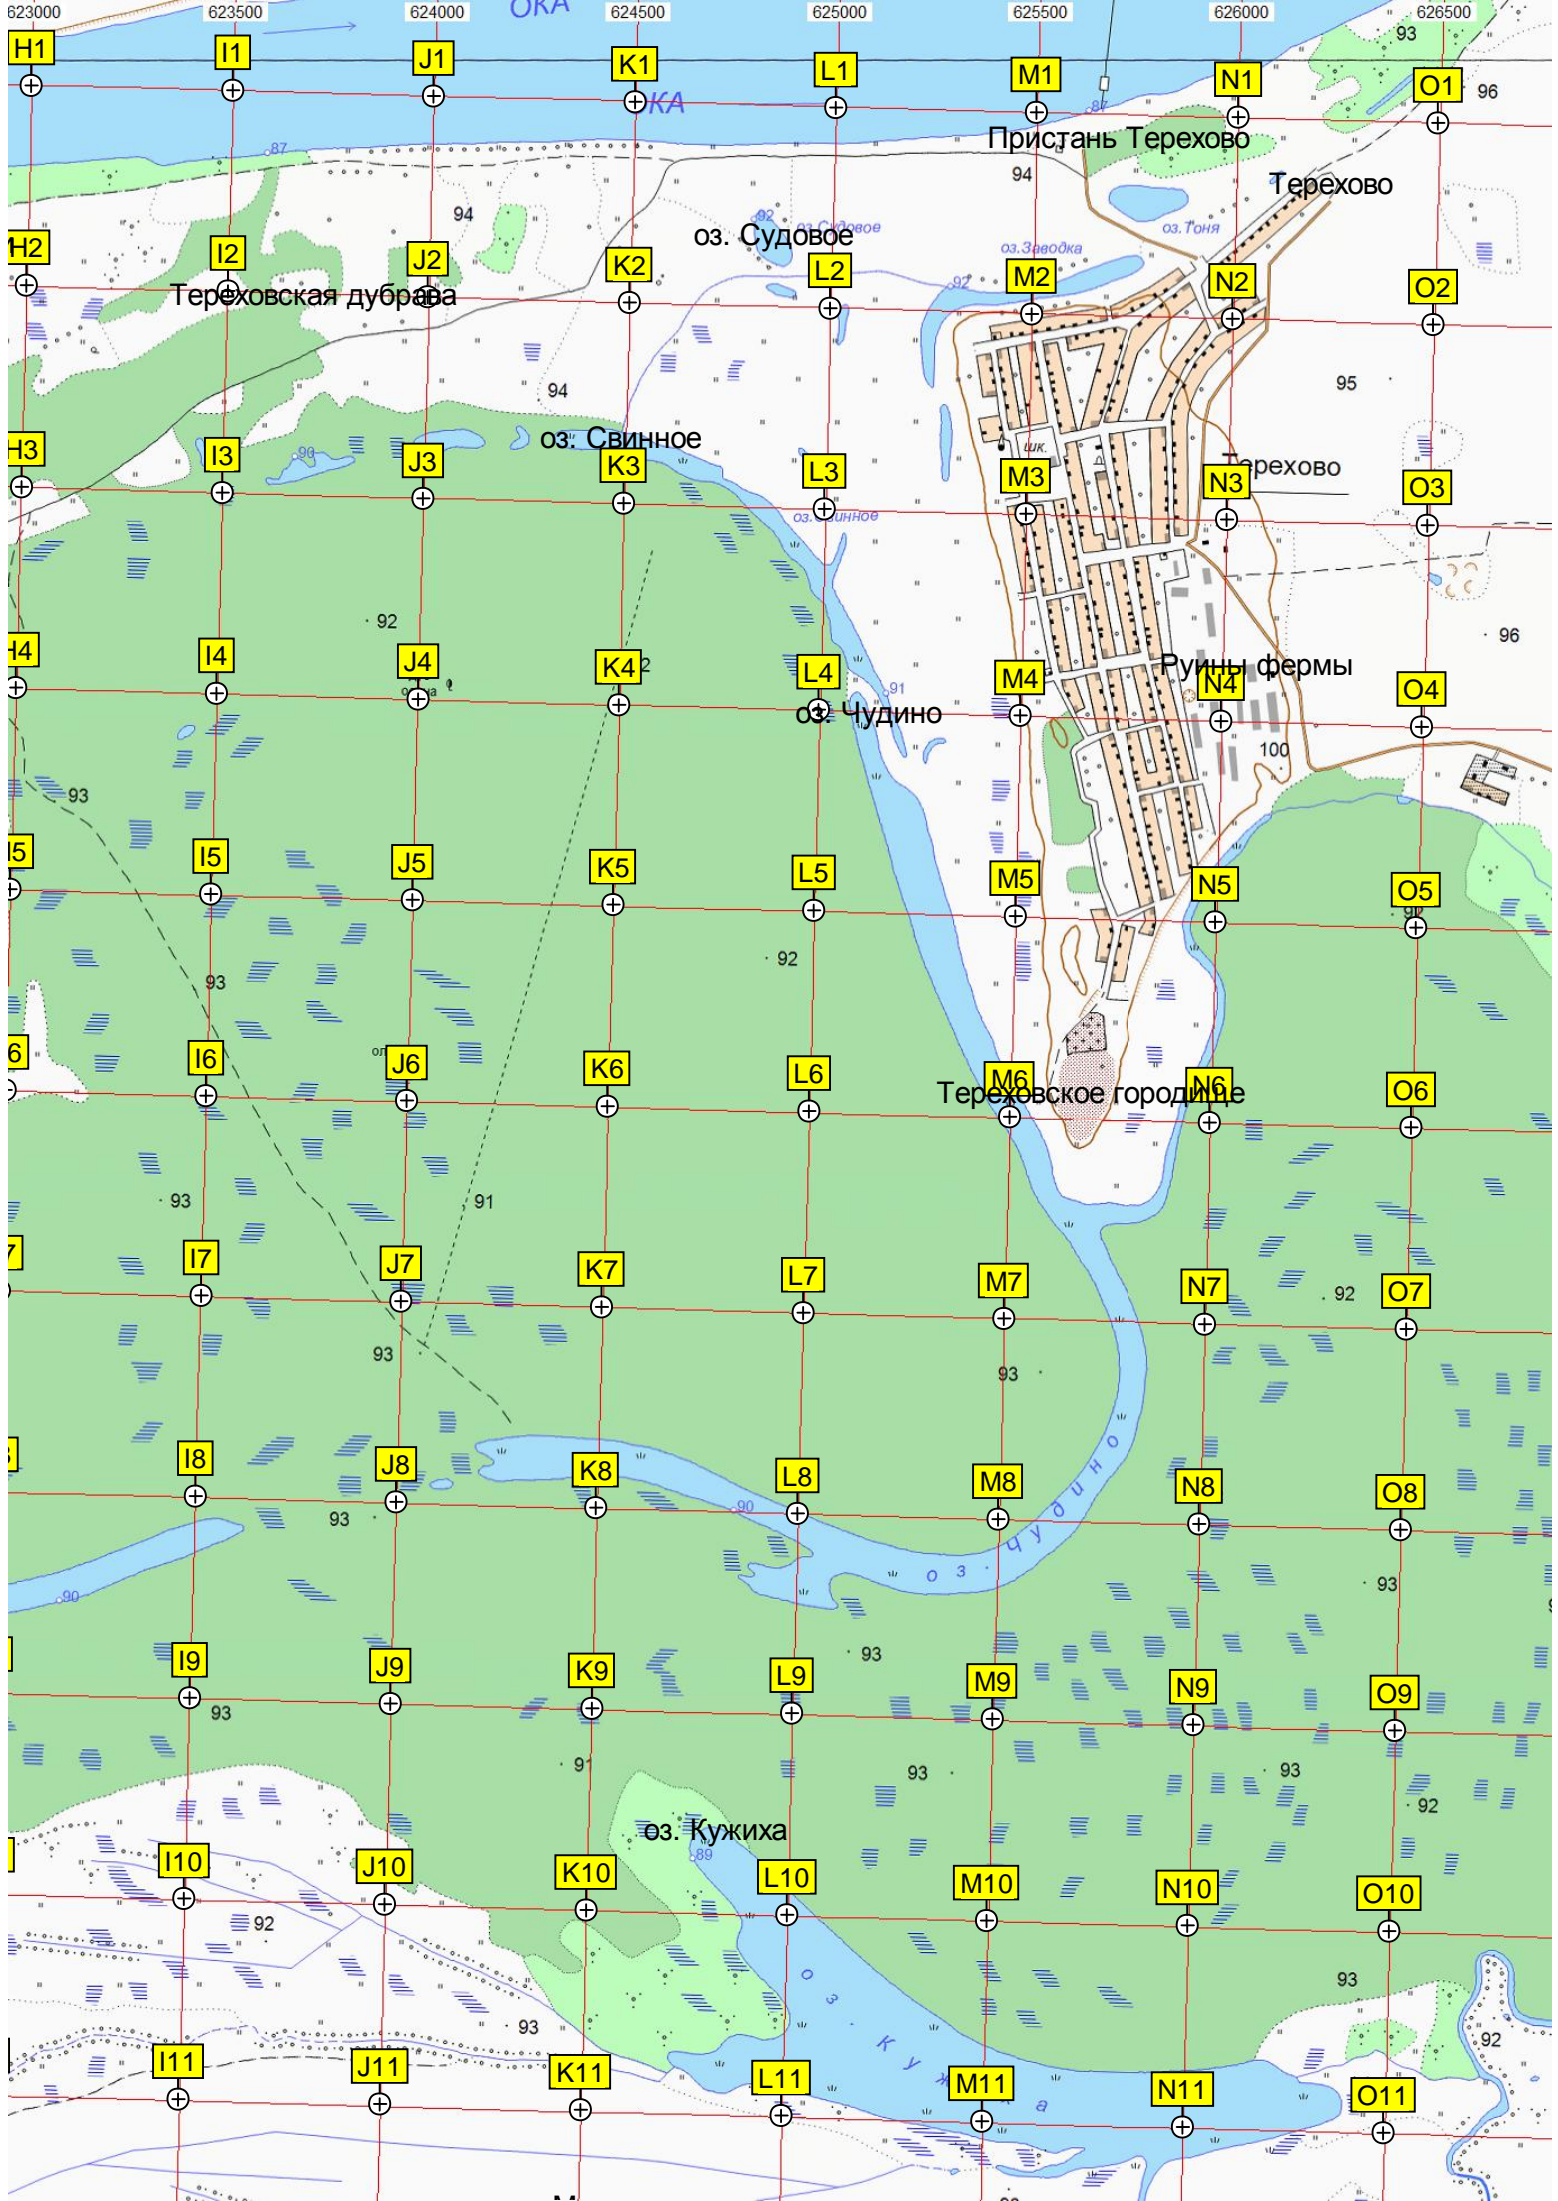 623000 623500 624000 624500 625000 625500 626000 626500
ОКА
93
H1 I1 J1 K1 L1 M1 N1 O1
96
ОКА
87
87
Пристань Терехово
94
Терехово
94
92
оз.Судовое
оз. Судовое
оз.Тоня
оз.Заводка
H2 I2 J2 K2 L2 M2 N2 O2
92
Тереховская дубрава
94
95
оз. Свинное
шк.
90
H3 I3 J3 K3 L3 M3 N3 O3
Терехово
оз.Свинное
92
96
H4 I4 J4 K4 L4 M4 N4 O4
Руины фермы
91
оз. Чудино
100
93
I5 J5 K5 L5 M5 N5 O5
92
93
I6 J6 K6 L6 M6 N6 O6
Тереховское городище
93
91
I7 J7 K7 L7 M7 N7 O7
92
93
93
I8 J8 K8 L8 M8 N8 O8
90
93
оз. Чудино
93
90
93
I9 J9 K9 L9 M9 N9 O9
93
91
93
93
92
оз. Кужиха
89
I10 J10 K10 L10 M10 N10 O10
92
93
оз. Кужиха
93
92
I11 J11 K11 L11 M11 N11 O11